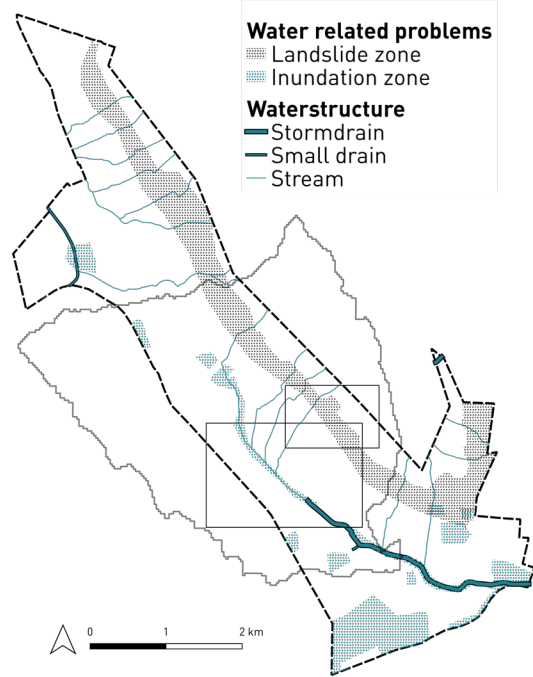 Water related problems
Landslide zone
Inundation zone
Waterstructure
Stormdrain
Small drain
Stream
0 1 2 km